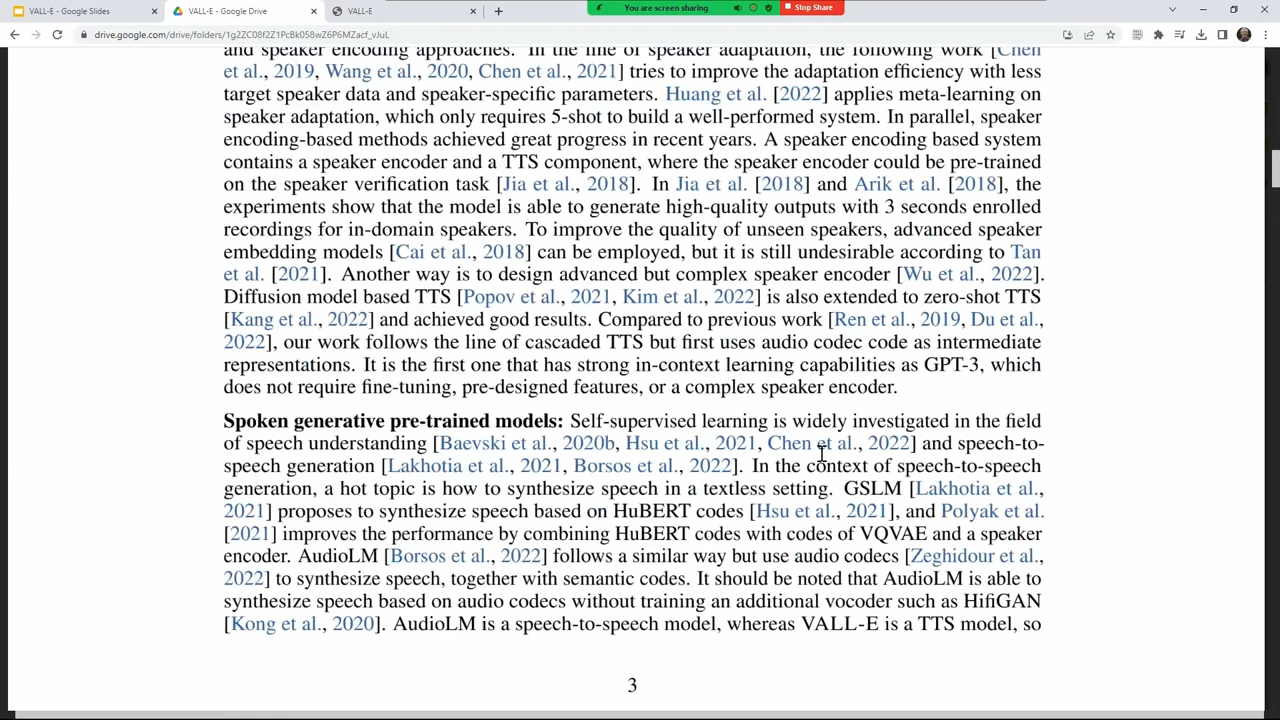 VALL-E - Google Slides
VALL-E - Google Drive
VALL-E
You are screen sharing
Stop Share
drive.google.com/drive/folders/1g2ZC08f2Z1PcBk058wZ6P6MZacf_vJuL
and speaker encoding approaches. In the line of speaker adaptation, the following work [Chen
et al., 2019, Wang et al., 2020, Chen et al., 2021] tries to improve the adaptation efficiency with less
target speaker data and speaker-specific parameters. Huang et al. [2022] applies meta-learning on
speaker adaptation, which only requires 5-shot to build a well-performed system. In parallel, speaker
encoding-based methods achieved great progress in recent years. A speaker encoding based system
contains a speaker encoder and a TTS component, where the speaker encoder could be pre-trained
on the speaker verification task [Jia et al., 2018]. In Jia et al. [2018] and Arik et al. [2018], the
experiments show that the model is able to generate high-quality outputs with 3 seconds enrolled
recordings for in-domain speakers. To improve the quality of unseen speakers, advanced speaker
embedding models [Cai et al., 2018] can be employed, but it is still undesirable according to Tan
et al. [2021]. Another way is to design advanced but complex speaker encoder [Wu et al., 2022].
Diffusion model based TTS [Popov et al., 2021, Kim et al., 2022] is also extended to zero-shot TTS
[Kang et al., 2022] and achieved good results. Compared to previous work [Ren et al., 2019, Du et al.,
2022], our work follows the line of cascaded TTS but first uses audio codec code as intermediate
representations. It is the first one that has strong in-context learning capabilities as GPT-3, which
does not require fine-tuning, pre-designed features, or a complex speaker encoder.
Spoken generative pre-trained models: Self-supervised learning is widely investigated in the field
of speech understanding [Baevski et al., 2020b, Hsu et al., 2021, Chen et al., 2022] and speech-to-
speech generation [Lakhotia et al., 2021, Borsos et al., 2022]. In the context of speech-to-speech
generation, a hot topic is how to synthesize speech in a textless setting. GSLM [Lakhotia et al.,
2021] proposes to synthesize speech based on HuBERT codes [Hsu et al., 2021], and Polyak et al.
[2021] improves the performance by combining HuBERT codes with codes of VQVAE and a speaker
encoder. AudioLM [Borsos et al., 2022] follows a similar way but use audio codecs [Zeghidour et al.,
2022] to synthesize speech, together with semantic codes. It should be noted that AudioLM is able to
synthesize speech based on audio codecs without training an additional vocoder such as HifiGAN
[Kong et al., 2020]. AudioLM is a speech-to-speech model, whereas VALL-E is a TTS model, so
3